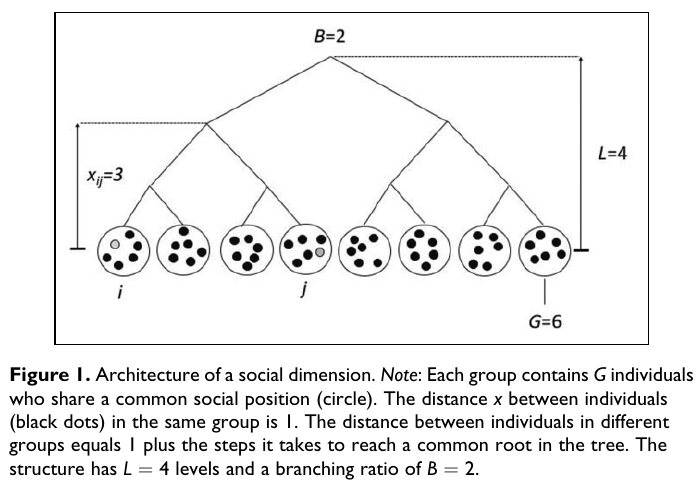 B=2
L=4
xij=3
i
j
G=6
Figure 1. Architecture of a social dimension. Note: Each group contains G individuals
who share a common social position (circle). The distance x between individuals
(black dots) in the same group is 1. The distance between individuals in different
groups equals 1 plus the steps it takes to reach a common root in the tree. The
structure has L = 4 levels and a branching ratio of B = 2.